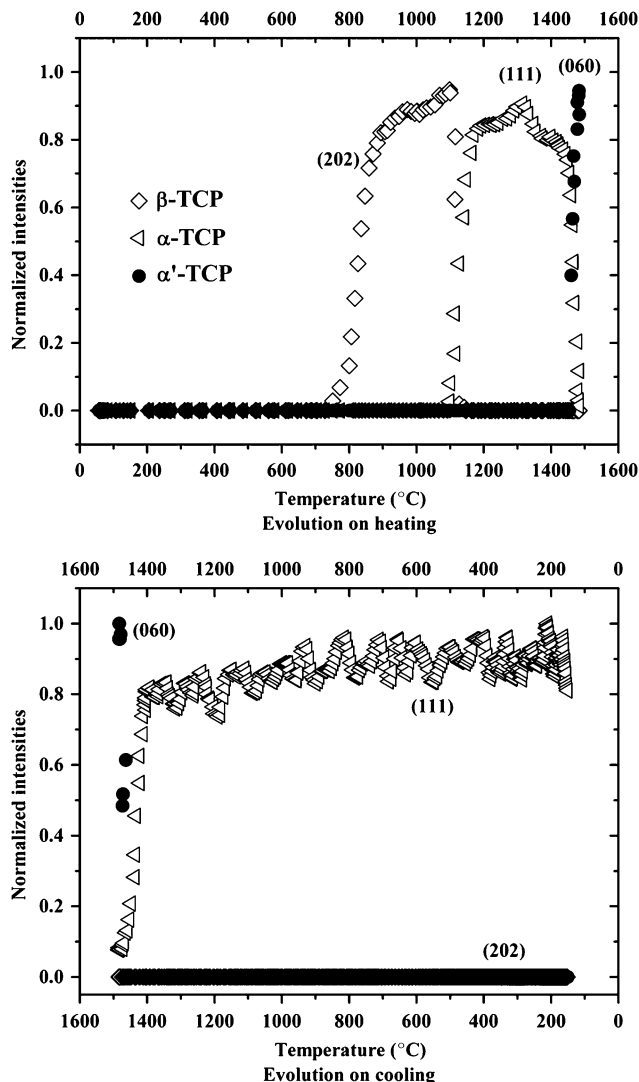 0 200 400 600 800 1000 1200 1400 1600
1.0
0.8
0.6
0.4
0.2
0.0
Normalized intensities
(202)
(111)
(060)
β-TCP
α-TCP
α'-TCP
0 200 400 600 800 1000 1200 1400 1600
Temperature (°C)
Evolution on heating
1600 1400 1200 1000 800 600 400 200 0
1.0
0.8
0.6
0.4
0.2
0.0
Normalized intensities
(060)
(111)
(202)
1600 1400 1200 1000 800 600 400 200 0
Temperature (°C)
Evolution on cooling